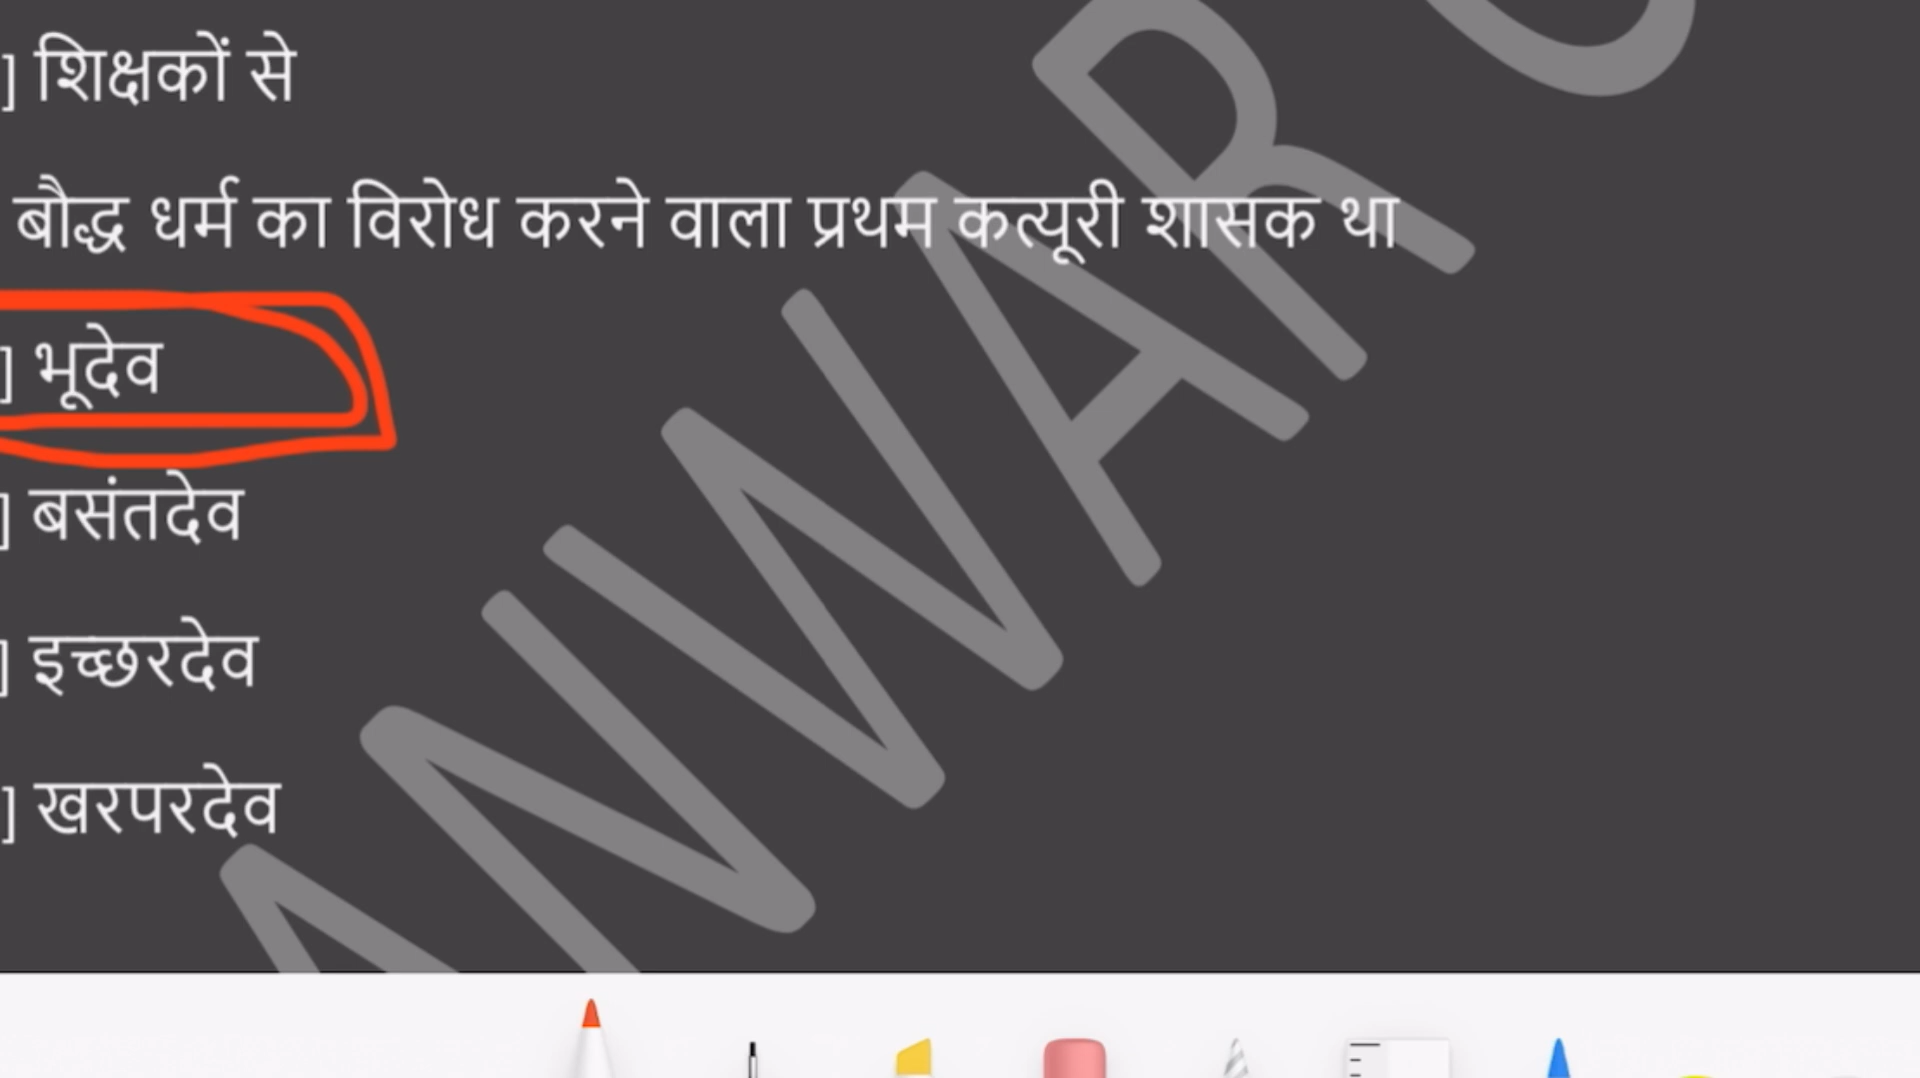 ] शिक्षकों से
बौद्ध धर्म का विरोध करने वाला प्रथम कत्यूरी शासक था
] भूदेव
] बसंतदेव
] इच्छरदेव
] खरपरदेव